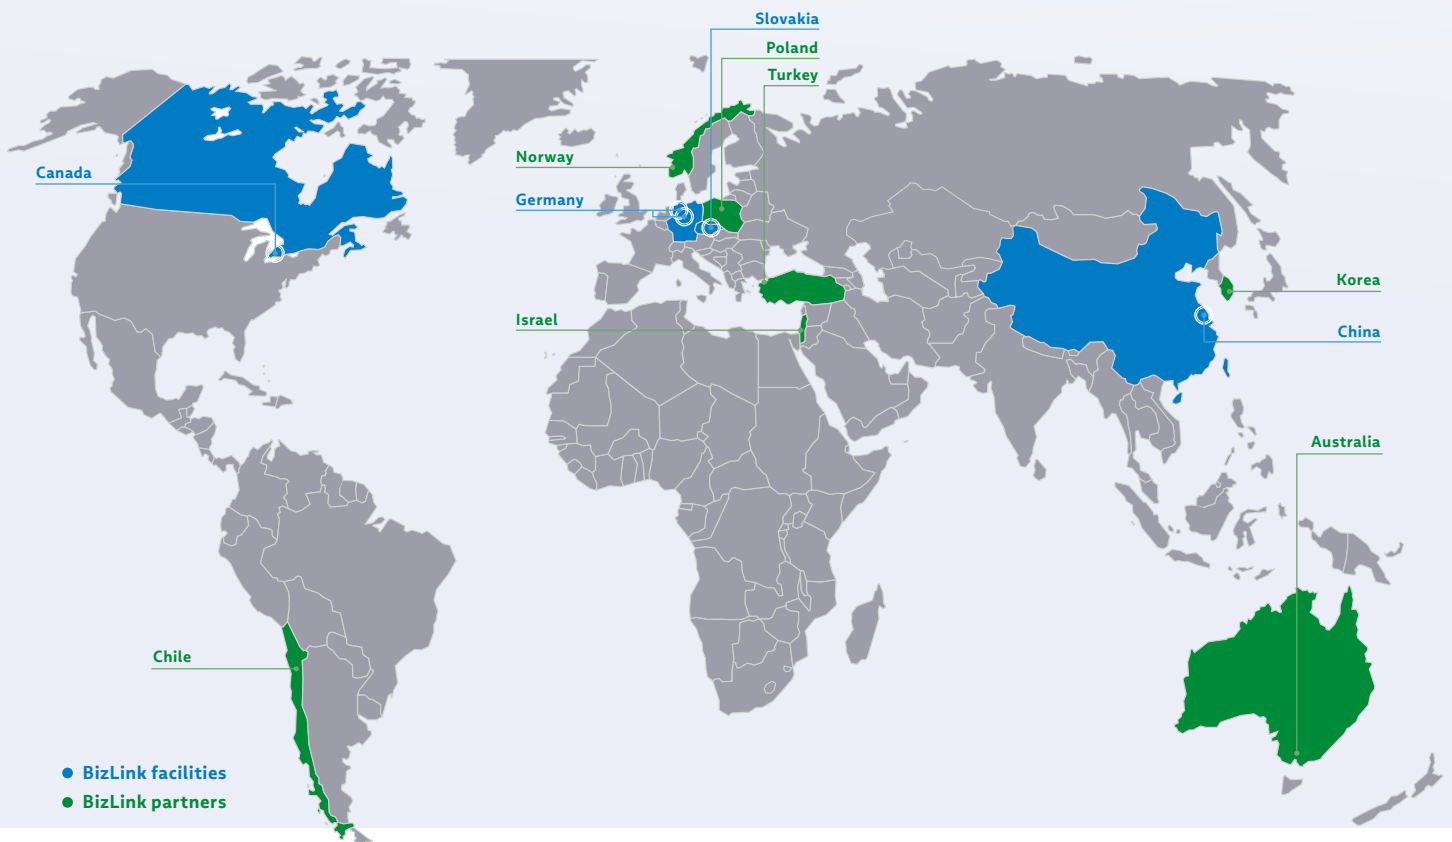 Slovakia
Poland
Turkey
Norway
Canada
Germany
Korea
Israel
China
Australia
Chile
BizLink facilities
BizLink partners